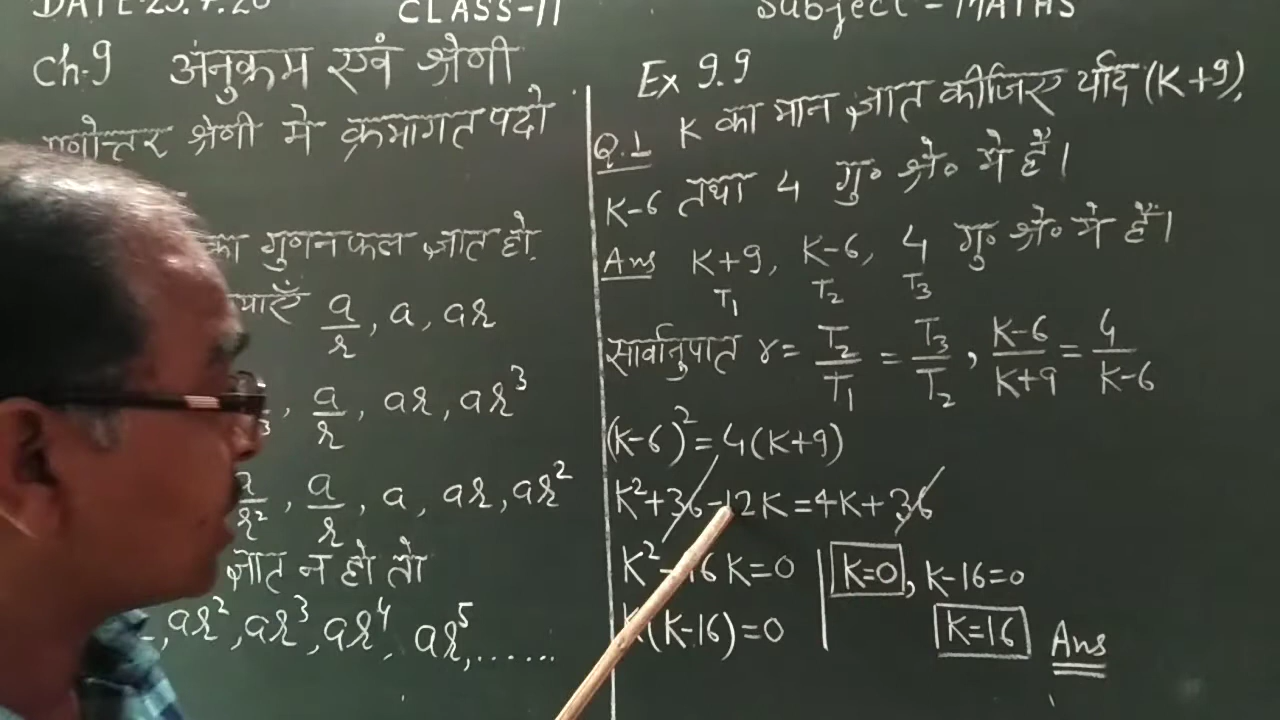 DATE-25.4.20 CLASS-11 Subject - MATHS
Ch-9 अनुक्रम एवं श्रेणी
गुणोत्तर श्रेणी में क्रमागत पदो
का गुणनफल ज्ञात हो.
a/r, a, ar
a/r, ar, ar³
a/r², a/r, a, ar, ar²
ज्ञात न हो तो
ar², ar³, ar⁴, ar⁵, ......
Ex 9.9
Q.1 K का मान ज्ञात कीजिए यदि (K+9),
K-6 तथा 4 गु० श्रे० में हैं।
Ans K+9, K-6, 4 गु० श्रे० में हैं।
T₁ T₂ T₃
सार्वानुपात r = T₂/T₁ = T₃/T₂, K-6/K+9 = 4/K-6
(K-6)² = 4(K+9)
K²+36-12K=4K+36
K²-16K=0
K(K-16)=0
K=0, K-16=0
K=16 Ans